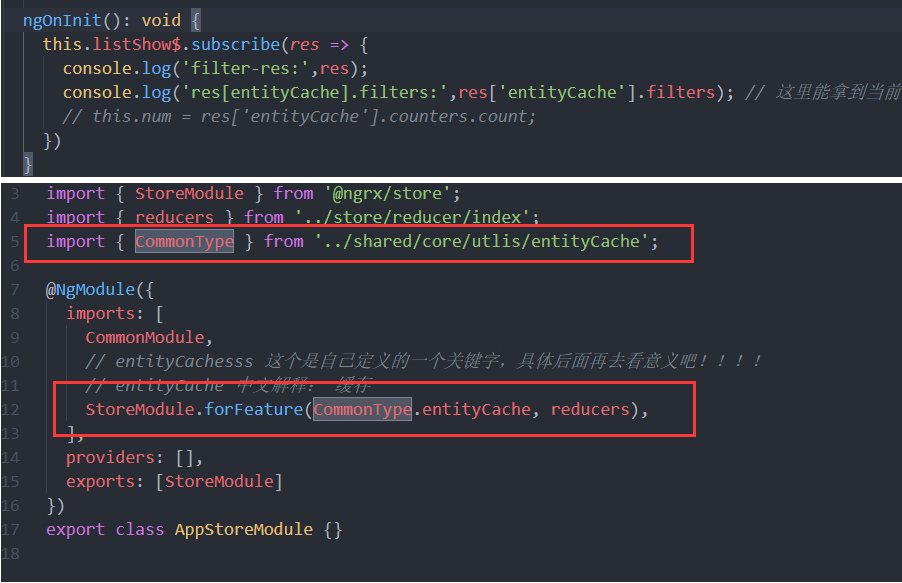 ngOnInit(): void {
this.listShow$.subscribe(res => {
console.log('filter-res:',res);
console.log('res[entityCache].filters:',res['entityCache'].filters); // 这里能拿到当前
// this.num = res['entityCache'].counters.count;
})
}
3 import { StoreModule } from '@ngrx/store';
4 import { reducers } from '../store/reducer/index';
5 import { CommonType } from '../shared/core/utlis/entityCache';
6
7 @NgModule({
8 imports: [
9 CommonModule,
10 // entityCachesss 这个是自己定义的一个关键字，具体后面再去看意义吧！！！！
11 // entityCache 中文解释： 缓存
12 StoreModule.forFeature(CommonType.entityCache, reducers),
13 ],
14 providers: [],
15 exports: [StoreModule]
16 })
17 export class AppStoreModule {}
18